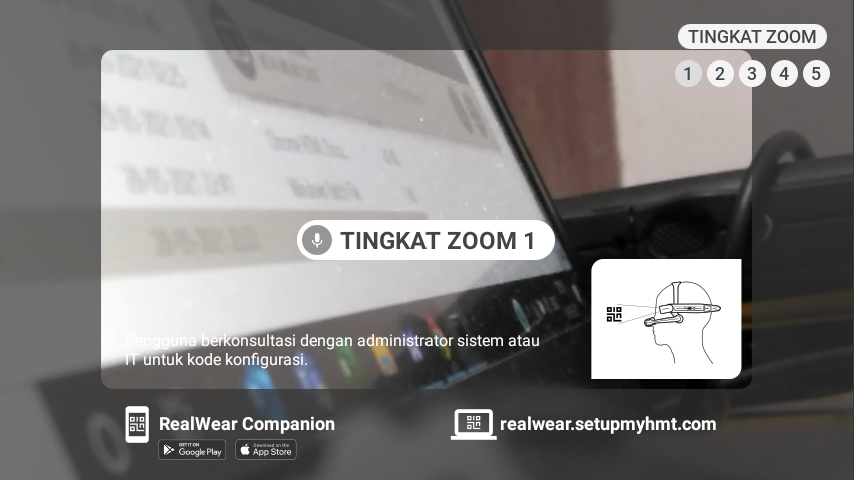 TINGKAT ZOOM
1 2 3 4 5
TINGKAT ZOOM 1
Pengguna berkonsultasi dengan administrator sistem atau
IT untuk kode konfigurasi.
RealWear Companion
realwear.setupmyhmt.com
GET IT ON
Google Play
Download on the
App Store